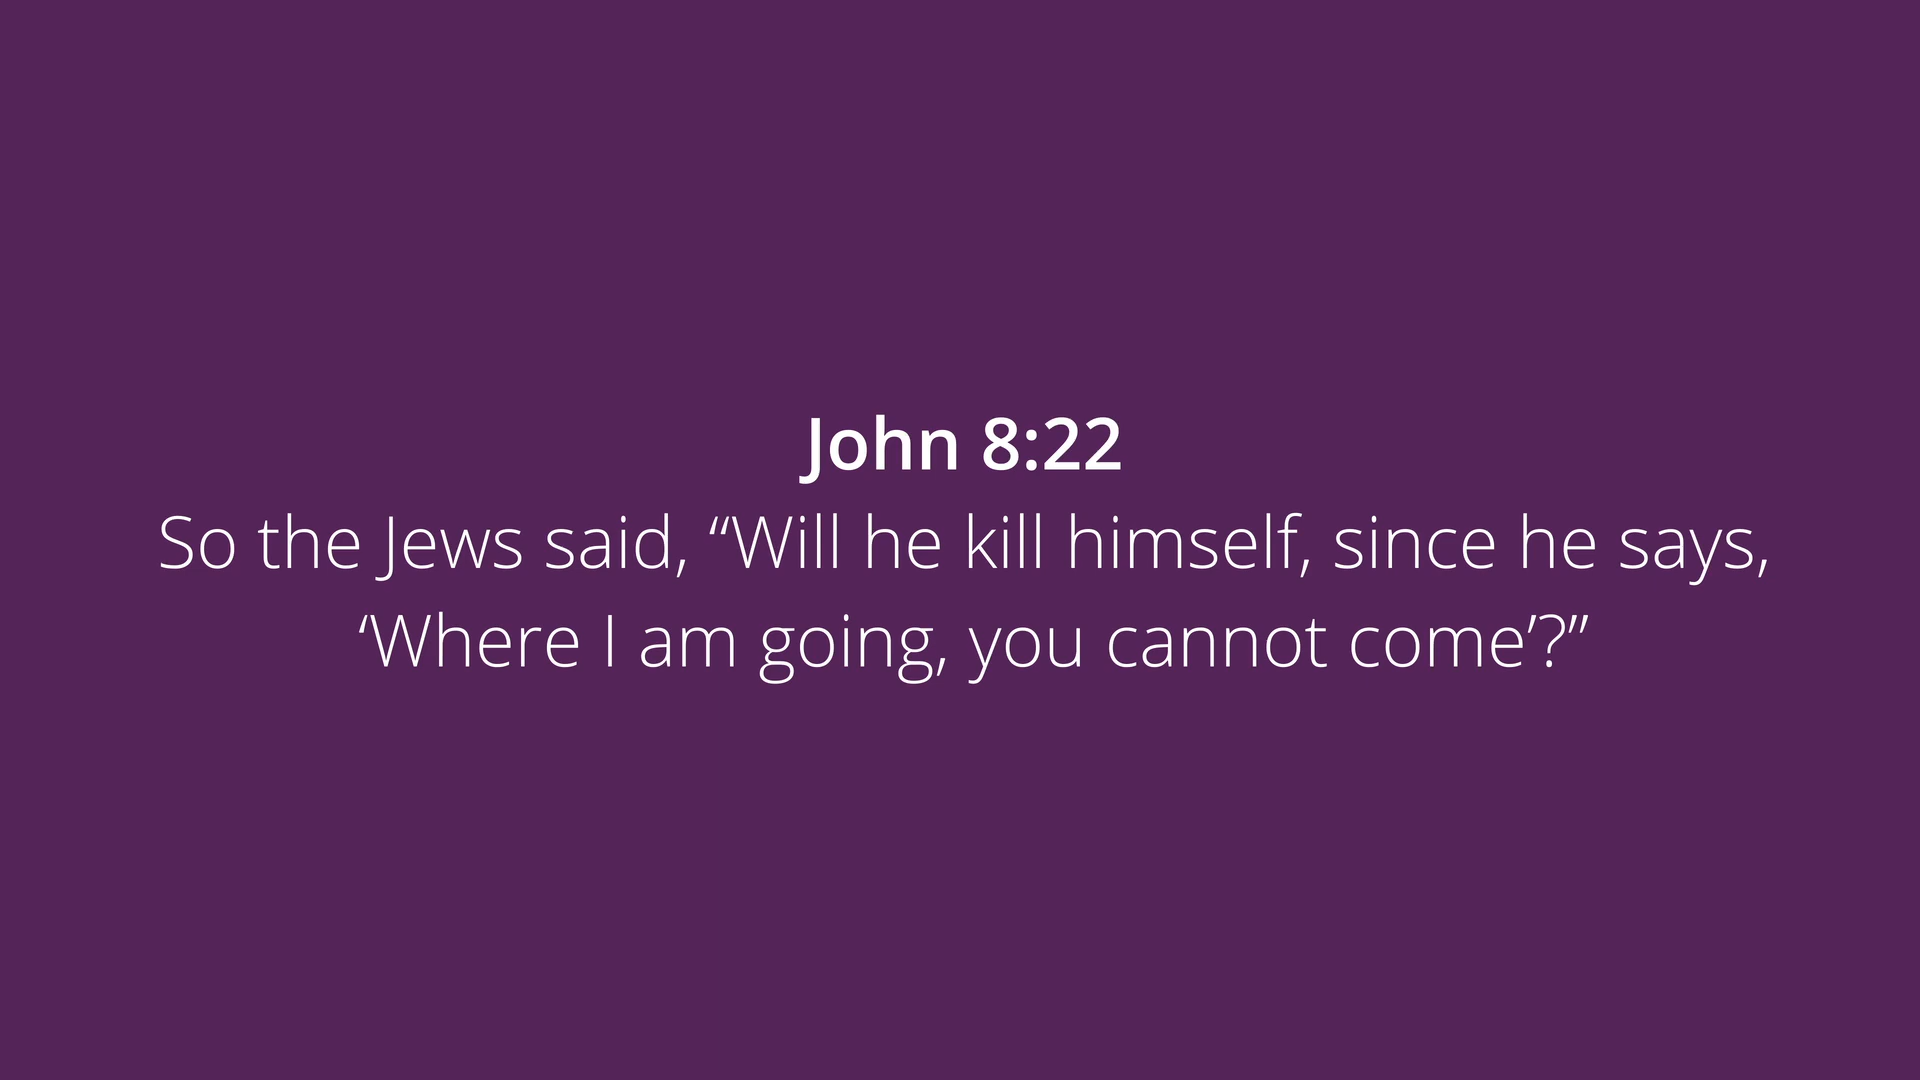 John 8:22
So the Jews said, “Will he kill himself, since he says,
‘Where I am going, you cannot come’?”